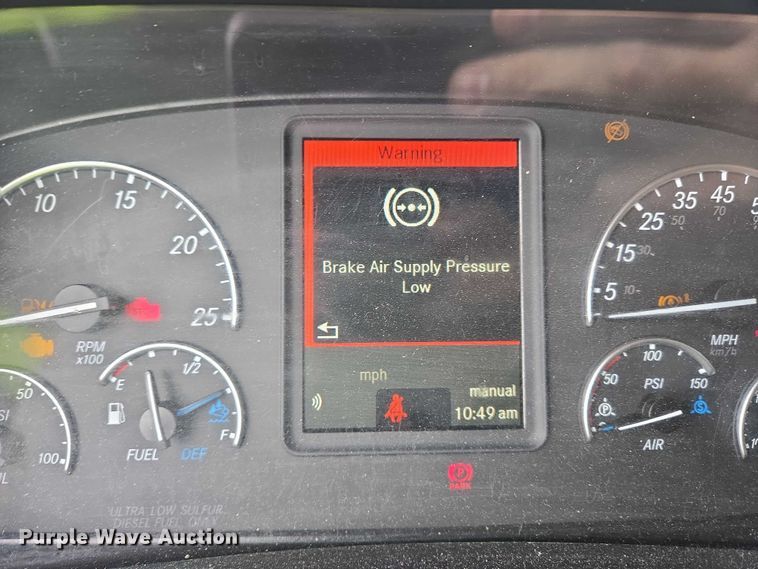 Warning
Brake Air Supply Pressure
Low
mph
manual
10:49 am
10
15
20
25
RPM
x100
E
1/2
F
FUEL
DEF
ULTRA LOW SULFUR
DIESEL FUEL ONLY
50
100
5
15
25
35
45
10
30
50
70
MPH
km/h
50
100
150
PSI
P
S
AIR
P
PARK
Purple Wave Auction